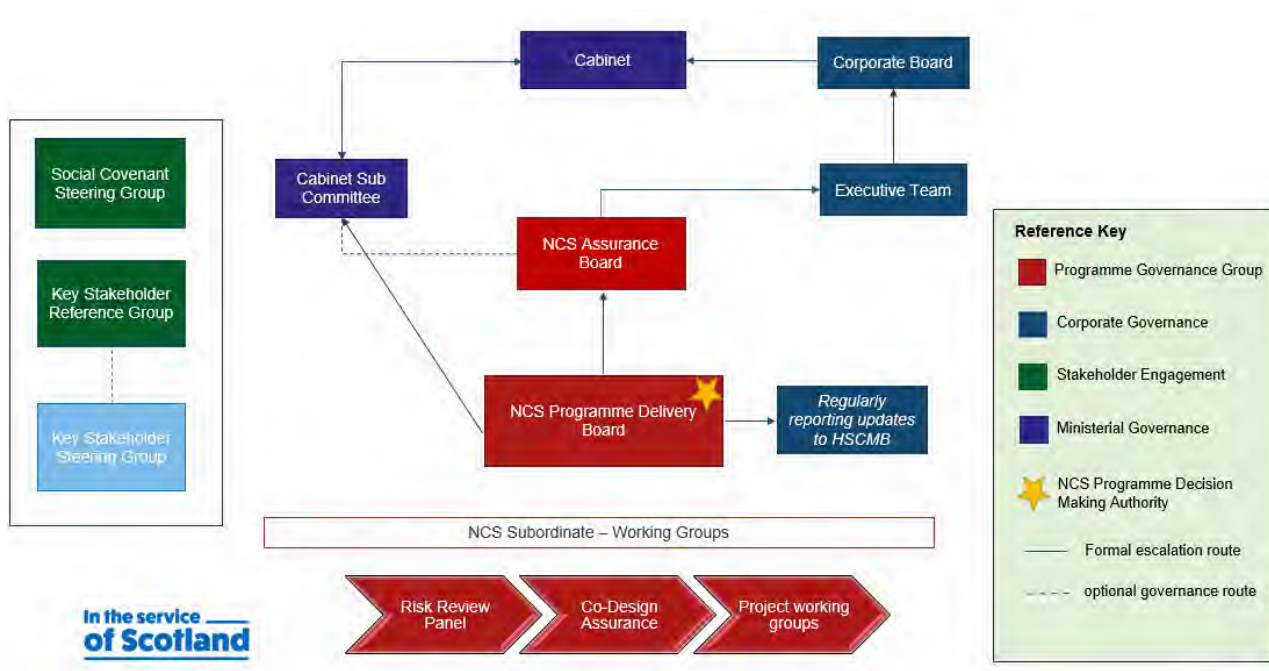 Cabinet
Corporate Board
Social Covenant
Steering Group
Cabinet Sub
Committee
Executive Team
NCS Assurance
Board
Key Stakeholder
Reference Group
NCS Programme Delivery
Board
Regularly
reporting updates
to HSCMB
Key Stakeholder
Steering Group
Reference Key
Programme Governance Group
Corporate Governance
Stakeholder Engagement
Ministerial Governance
NCS Programme Decision
Making Authority
Formal escalation route
optional governance route
NCS Subordinate – Working Groups
Risk Review
Panel
Co-Design
Assurance
Project working
groups
In the service
of Scotland